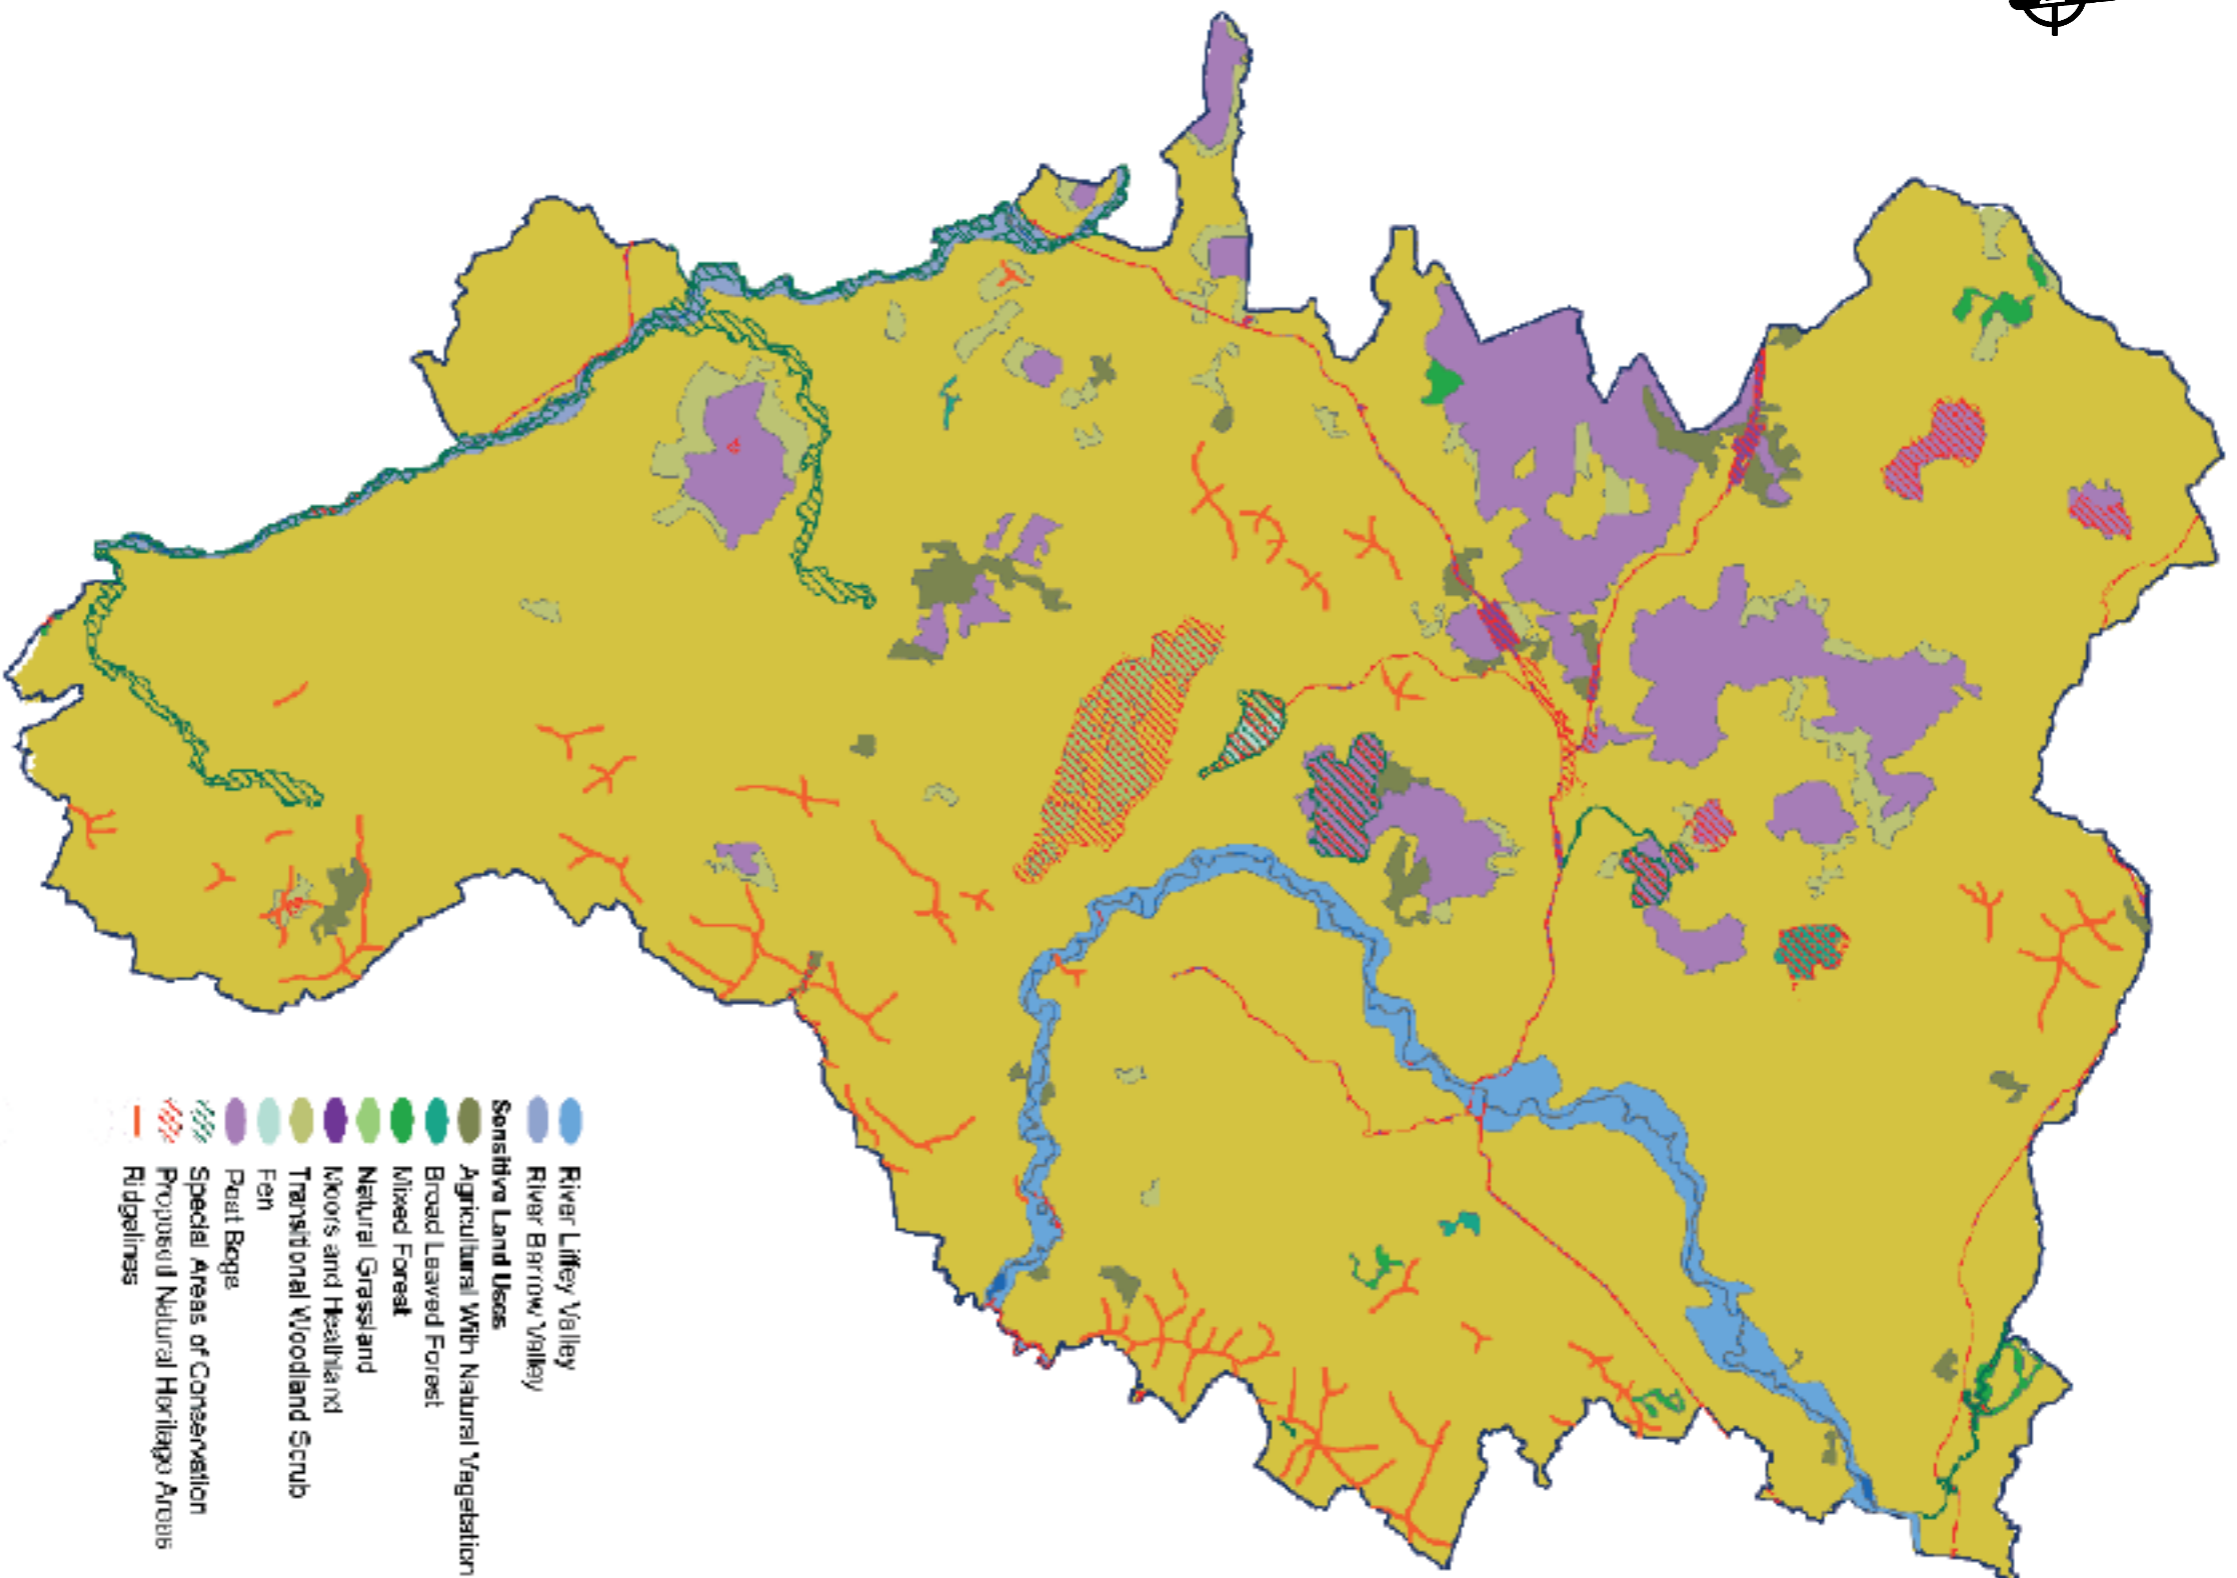 River Liffey Valley
River Barrow Valley
Sensitive Land Uses
Agricultural With Natural Vegetation
Broad Leaved Forest
Mixed Forest
Natural Grassland
Moors and Heathland
Transitional Woodland Scrub
Fen
Peat Bogs
Special Areas of Conservation
Proposed Natural Heritage Areas
Ridgelines